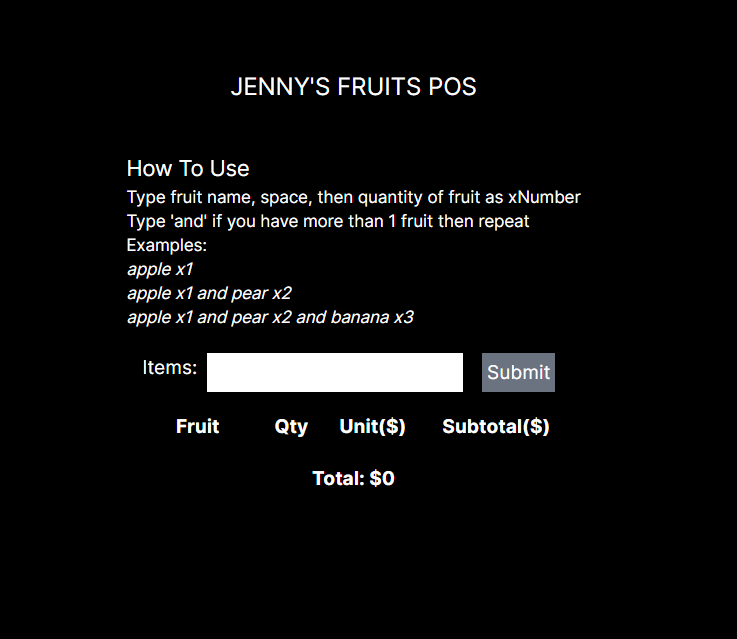 JENNY'S FRUITS POS
How To Use
Type fruit name, space, then quantity of fruit as xNumber
Type 'and' if you have more than 1 fruit then repeat
Examples:
apple x1
apple x1 and pear x2
apple x1 and pear x2 and banana x3
Items: Submit
Fruit Qty Unit($) Subtotal($)
Total: $0